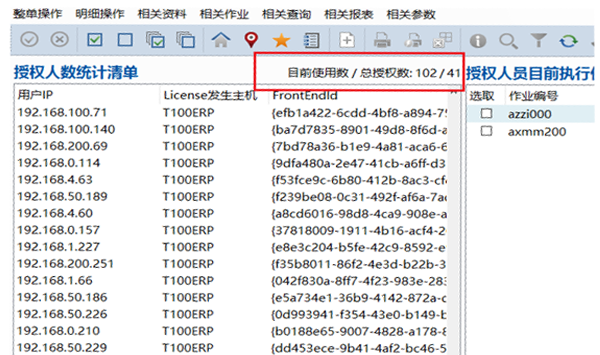 整单操作 明细操作 相关资料 相关作业 相关查询 相关报表 相关参数
授权人数统计清单 目前使用数 / 总授权数: 102 / 41 授权人员目前执行
用户IP License发生主机 FrontEndId 选取 作业编号
192.168.100.71 T100ERP {efb1a422-6cdd-4bf8-a894-75 azzi000
192.168.100.140 T100ERP {ba7d7835-8901-49d8-8f6d-a axmm200
192.168.200.69 T100ERP {7bd78a36-b1e9-4a81-aca6-6
192.168.0.114 T100ERP {9dfa480a-2e47-41cb-a6ff-d3
192.168.4.63 T100ERP {f53fce9c-6b80-412b-8ac3-cf
192.168.50.189 T100ERP {f239be08-0c31-492f-af6a-7a
192.168.4.60 T100ERP {a8cd6016-98d8-4ca9-908e-a
192.168.0.157 T100ERP {37818009-1911-4b16-acf4-2
192.168.1.227 T100ERP {e8e3c204-b5fe-42c9-8592-e
192.168.200.251 T100ERP {f35b8011-86f2-4e3d-b22b-3
192.168.1.66 T100ERP {042f830a-8ff7-4f23-983e-283
192.168.50.186 T100ERP {e5a734e1-36b9-4142-872a-c
192.168.50.226 T100ERP {0d993941-f354-43e0-b149-b
192.168.0.210 T100ERP {b0188e65-9007-4828-a178-8
192.168.50.229 T100ERP {dd453ece-9b41-4af2-bc46-5